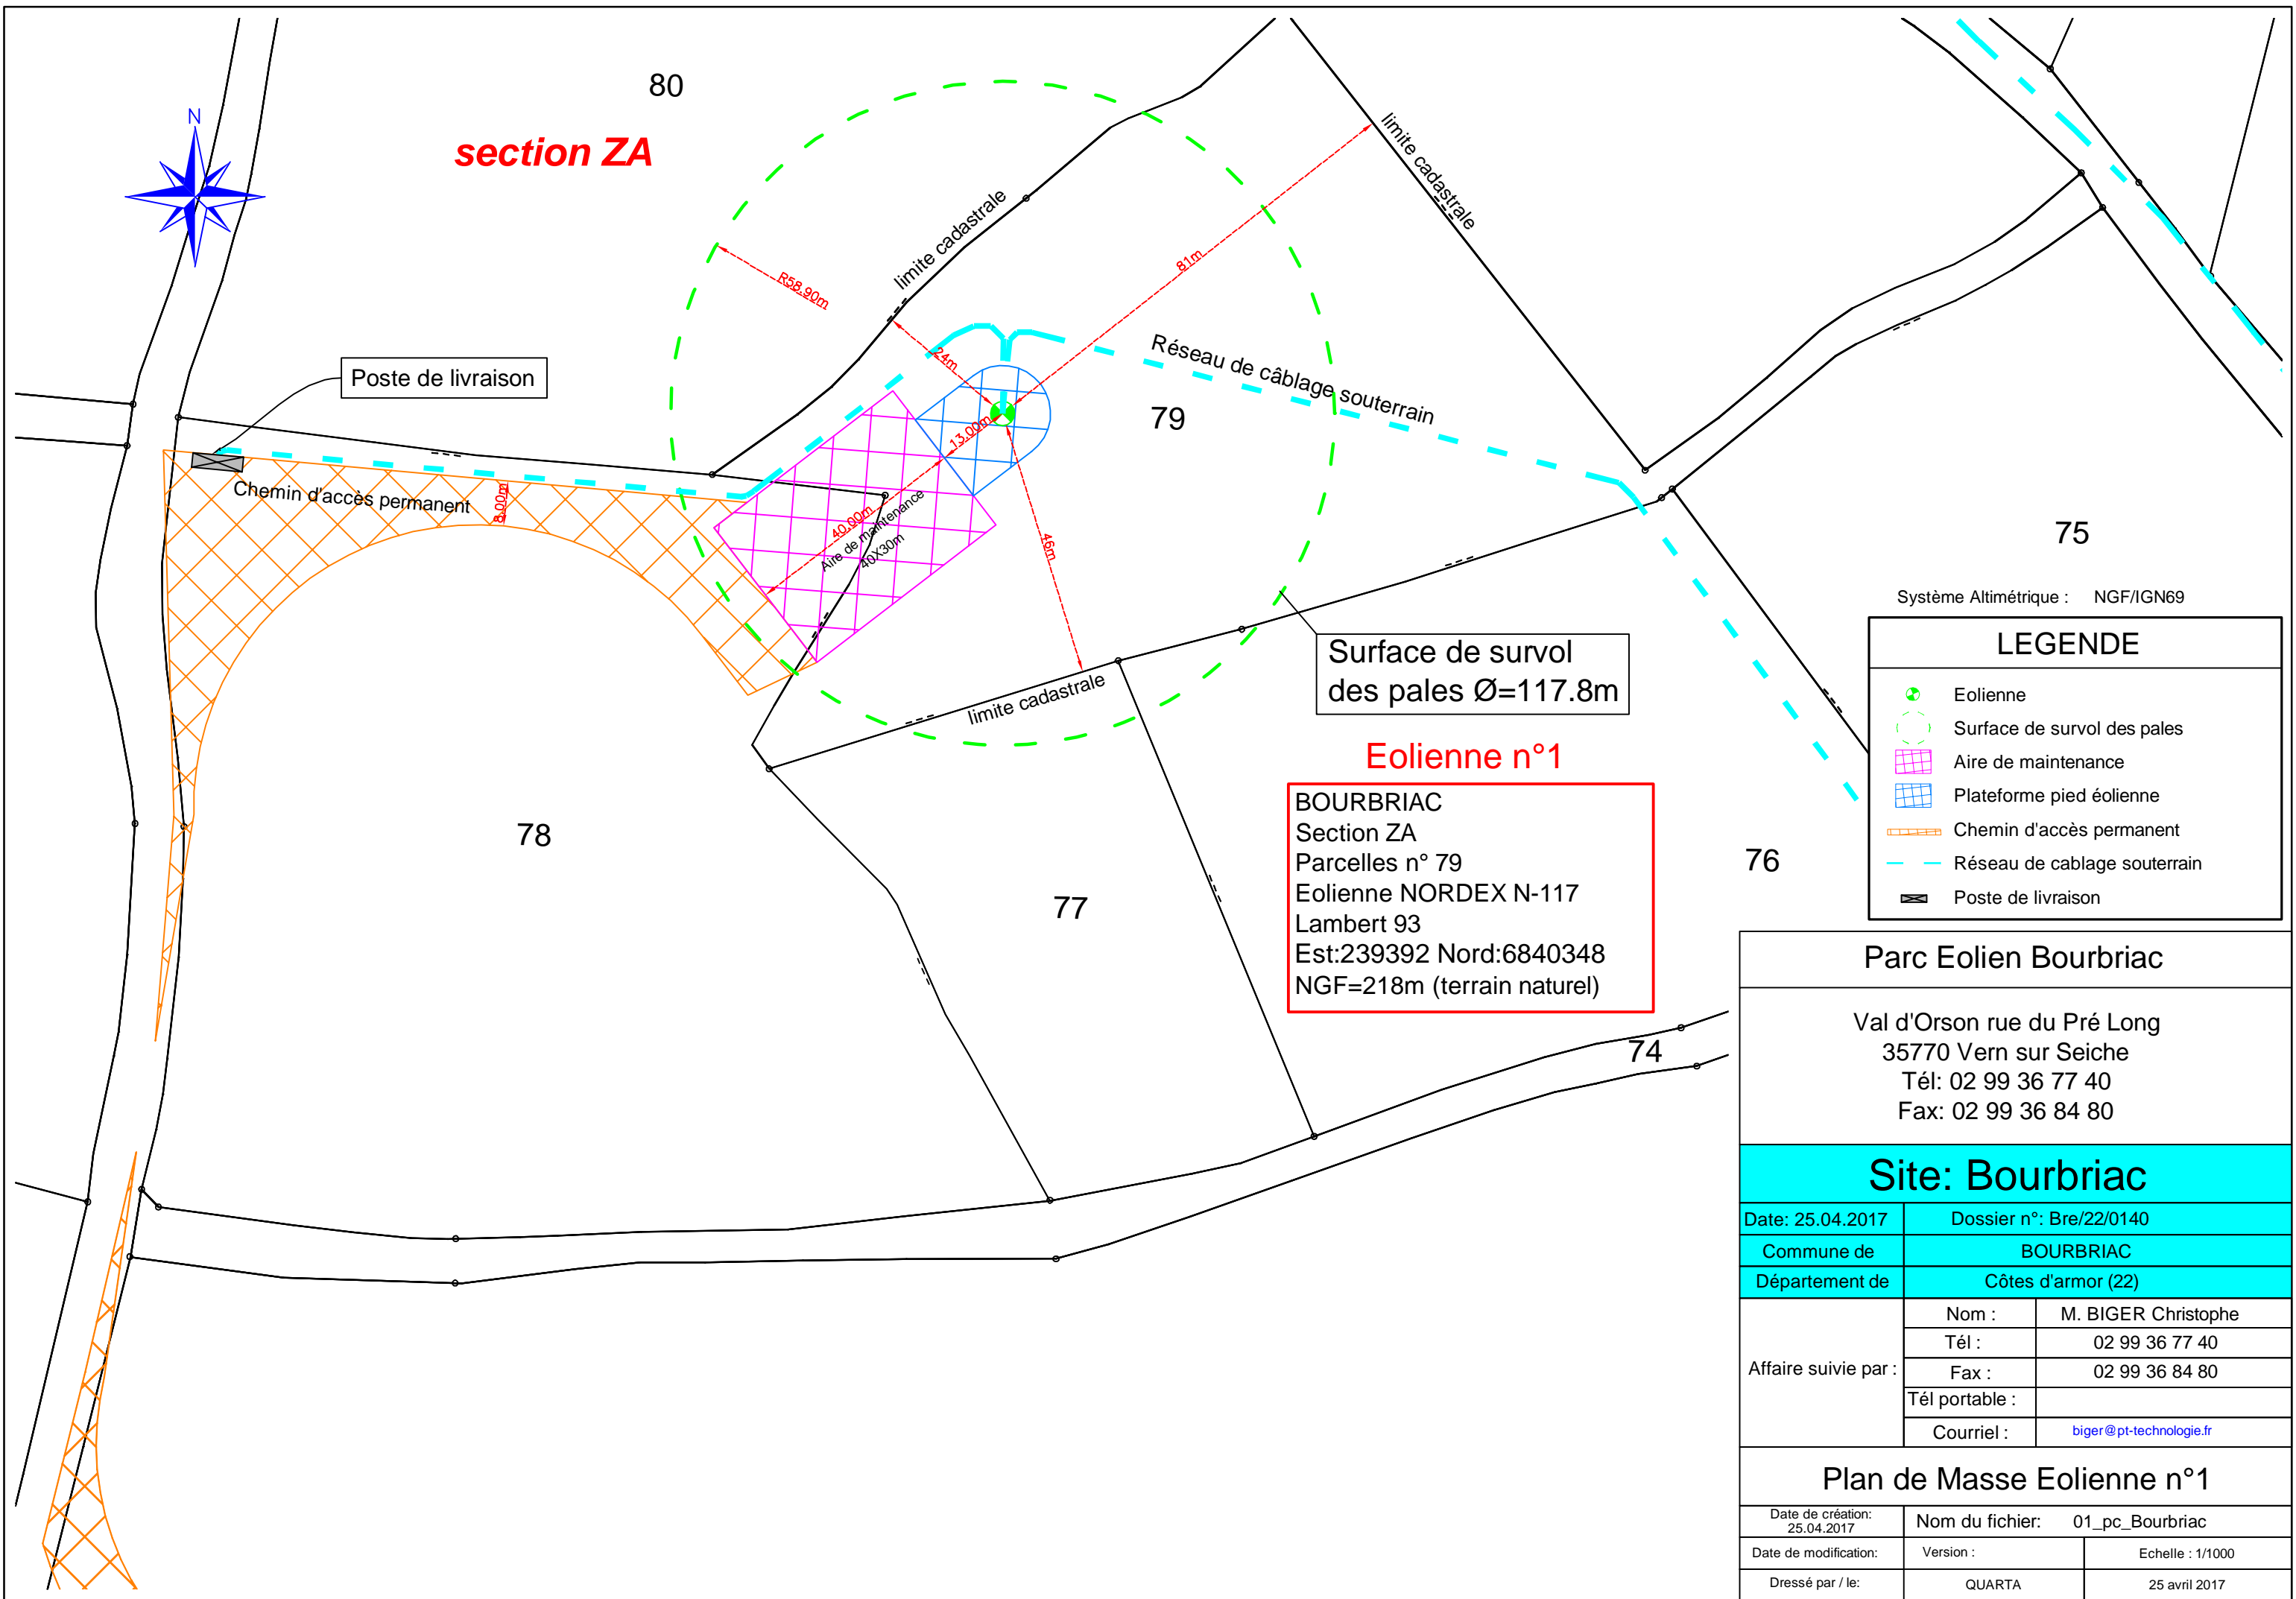 80
N
section ZA
limite cadastrale
limite cadastrale
R58.90m
81m
24m
Réseau de câblage souterrain
Poste de livraison
79
13.00m
Chemin d'accès permanent
8.00m
40.00m
Aire de maintenance
40X30m
46m
75
Système Altimétrique : NGF/IGN69
LEGENDE
Eolienne
Surface de survol des pales
Aire de maintenance
Plateforme pied éolienne
Chemin d'accès permanent
Réseau de cablage souterrain
Poste de livraison
Surface de survol
des pales Ø=117.8m
limite cadastrale
Eolienne n°1
BOURBRIAC
Section ZA
Parcelles n° 79
Eolienne NORDEX N-117
Lambert 93
Est:239392 Nord:6840348
NGF=218m (terrain naturel)
78
77
76
74
Parc Eolien Bourbriac
Val d'Orson rue du Pré Long
35770 Vern sur Seiche
Tél: 02 99 36 77 40
Fax: 02 99 36 84 80
Site: Bourbriac
Date: 25.04.2017 Dossier n°: Bre/22/0140
Commune de BOURBRIAC
Département de Côtes d'armor (22)
Affaire suivie par :
Nom : M. BIGER Christophe
Tél : 02 99 36 77 40
Fax : 02 99 36 84 80
Tél portable :
Courriel : biger@pt-technologie.fr
Plan de Masse Eolienne n°1
Date de création:
25.04.2017
Nom du fichier: 01_pc_Bourbriac
Date de modification: Version : Echelle : 1/1000
Dressé par / le: QUARTA 25 avril 2017